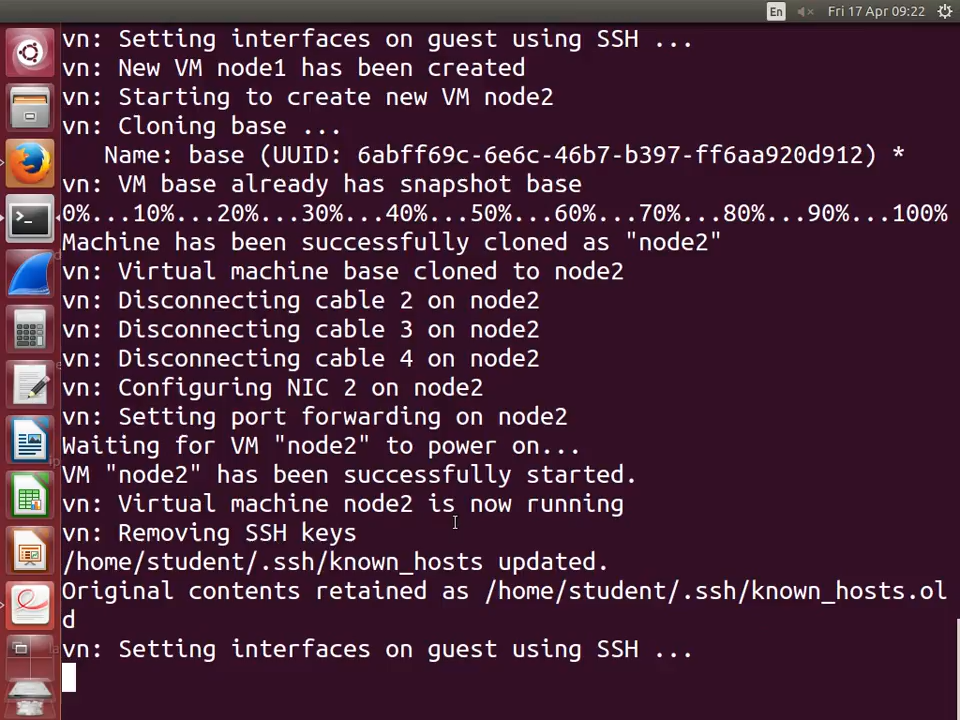 En
Fri 17 Apr 09:22
vn: Setting interfaces on guest using SSH ...
vn: New VM node1 has been created
vn: Starting to create new VM node2
vn: Cloning base ...
Name: base (UUID: 6abff69c-6e6c-46b7-b397-ff6aa920d912) *
vn: VM base already has snapshot base
0%...10%...20%...30%...40%...50%...60%...70%...80%...90%...100%
Machine has been successfully cloned as "node2"
vn: Virtual machine base cloned to node2
vn: Disconnecting cable 2 on node2
vn: Disconnecting cable 3 on node2
vn: Disconnecting cable 4 on node2
vn: Configuring NIC 2 on node2
vn: Setting port forwarding on node2
Waiting for VM "node2" to power on...
VM "node2" has been successfully started.
vn: Virtual machine node2 is now running
vn: Removing SSH keys
/home/student/.ssh/known_hosts updated.
Original contents retained as /home/student/.ssh/known_hosts.ol
d
vn: Setting interfaces on guest using SSH ...